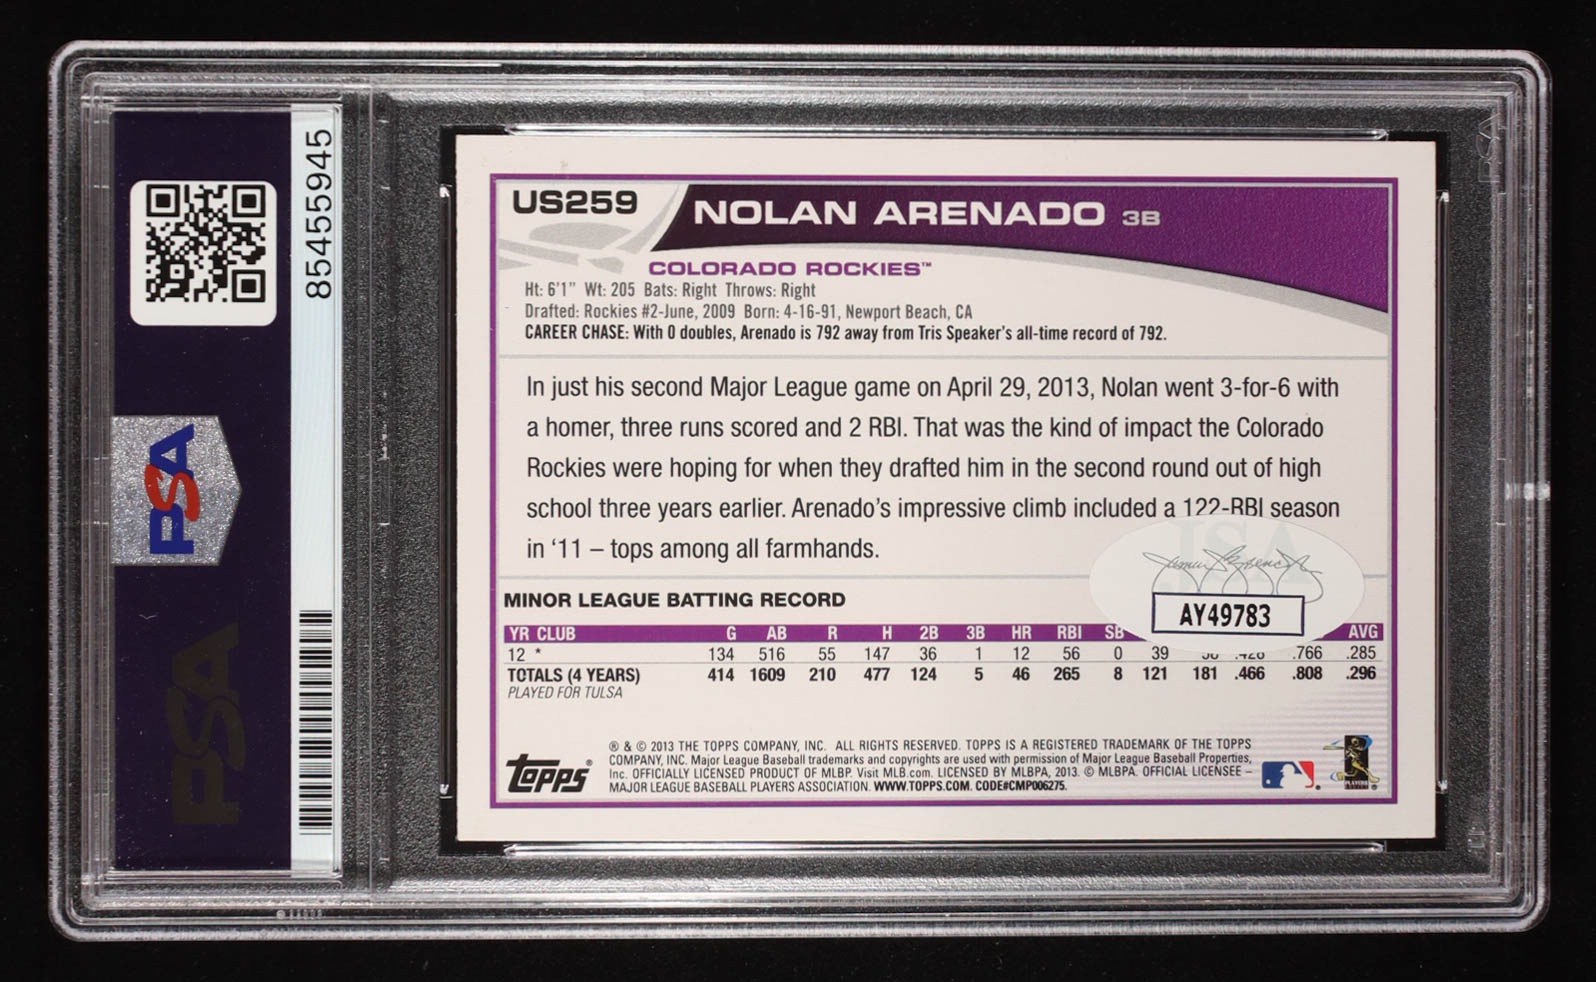 85455945
PSA
PSA
US259
NOLAN ARENADO 3B
COLORADO ROCKIES™
Ht: 6'1" Wt: 205 Bats: Right Throws: Right
Drafted: Rockies #2-June, 2009 Born: 4-16-91, Newport Beach, CA
CAREER CHASE: With 0 doubles, Arenado is 792 away from Tris Speaker's all-time record of 792.
In just his second Major League game on April 29, 2013, Nolan went 3-for-6 with
a homer, three runs scored and 2 RBI. That was the kind of impact the Colorado
Rockies were hoping for when they drafted him in the second round out of high
school three years earlier. Arenado's impressive climb included a 122-RBI season
in '11 – tops among all farmhands.
JSA
AY49783
MINOR LEAGUE BATTING RECORD
YR CLUB G AB R H 2B 3B HR RBI SB AVG
12 * 134 516 55 147 36 1 12 56 0 39 .426 .766 .285
TOTALS (4 YEARS) 414 1609 210 477 124 5 46 265 8 121 181 .466 .808 .296
PLAYED FOR TULSA
topps®
® & © 2013 THE TOPPS COMPANY, INC. ALL RIGHTS RESERVED. TOPPS IS A REGISTERED TRADEMARK OF THE TOPPS
COMPANY, INC. Major League Baseball trademarks and copyrights are used with permission of Major League Baseball Properties,
Inc. OFFICIALLY LICENSED PRODUCT OF MLBP. Visit MLB.com. LICENSED BY MLBPA, 2013. © MLBPA. OFFICIAL LICENSEE –
MAJOR LEAGUE BASEBALL PLAYERS ASSOCIATION. WWW.TOPPS.COM. CODE#CMP006275.